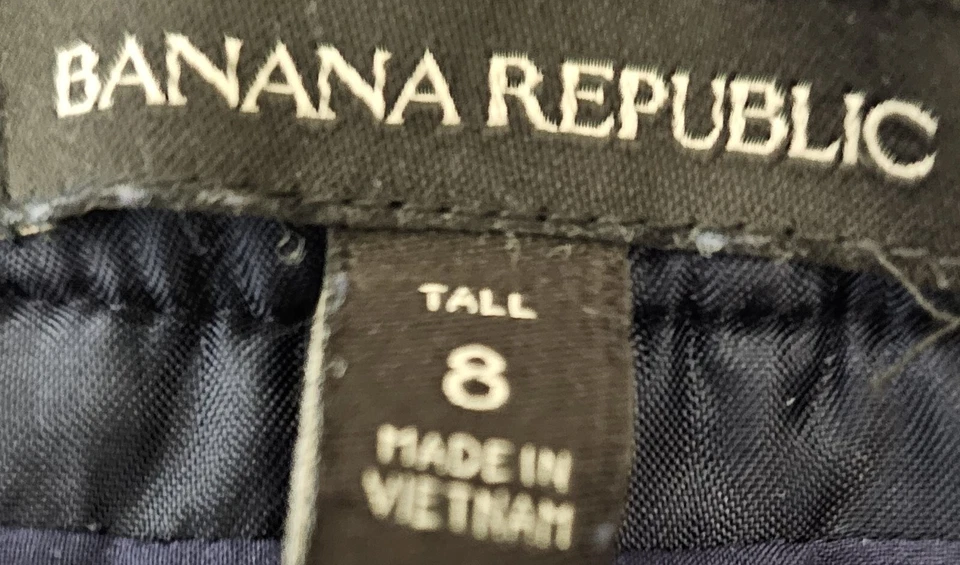 BANANA REPUBLIC
TALL
8
MADE IN
VIETNAM